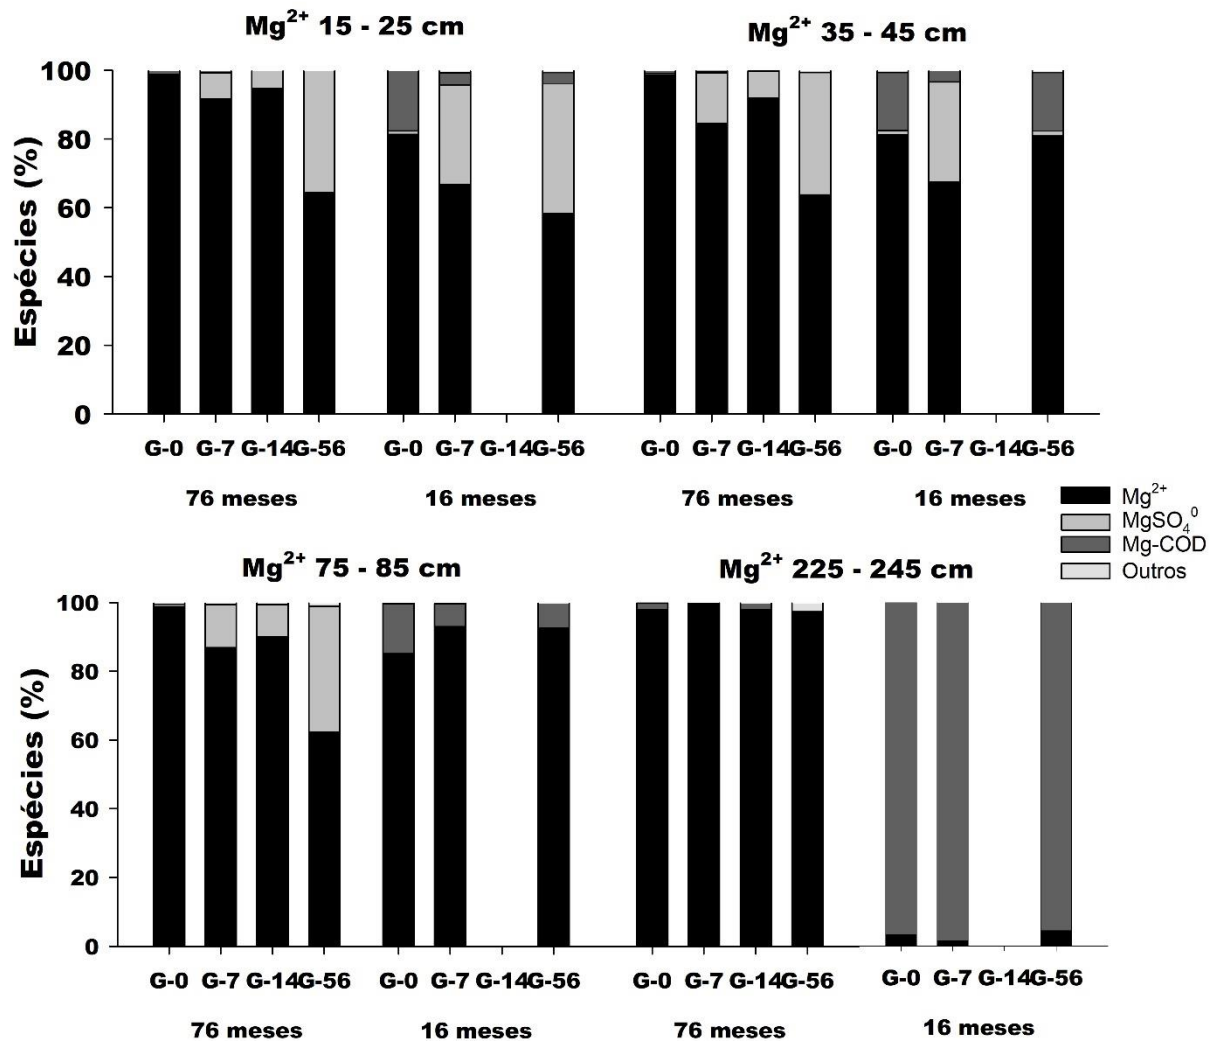 Mg²⁺ 15 - 25 cm
Mg²⁺ 35 - 45 cm
Espécies (%)
100
80
60
40
20
0
G-0 G-7 G-14 G-56 G-0 G-7 G-14 G-56
G-0 G-7 G-14 G-56 G-0 G-7 G-14 G-56
76 meses 16 meses
76 meses 16 meses
Mg²⁺
MgSO₄⁰
Mg-COD
Outros
Mg²⁺ 75 - 85 cm
Mg²⁺ 225 - 245 cm
Espécies (%)
100
80
60
40
20
0
G-0 G-7 G-14 G-56 G-0 G-7 G-14 G-56
G-0 G-7 G-14 G-56 G-0 G-7 G-14 G-56
76 meses 16 meses
76 meses 16 meses